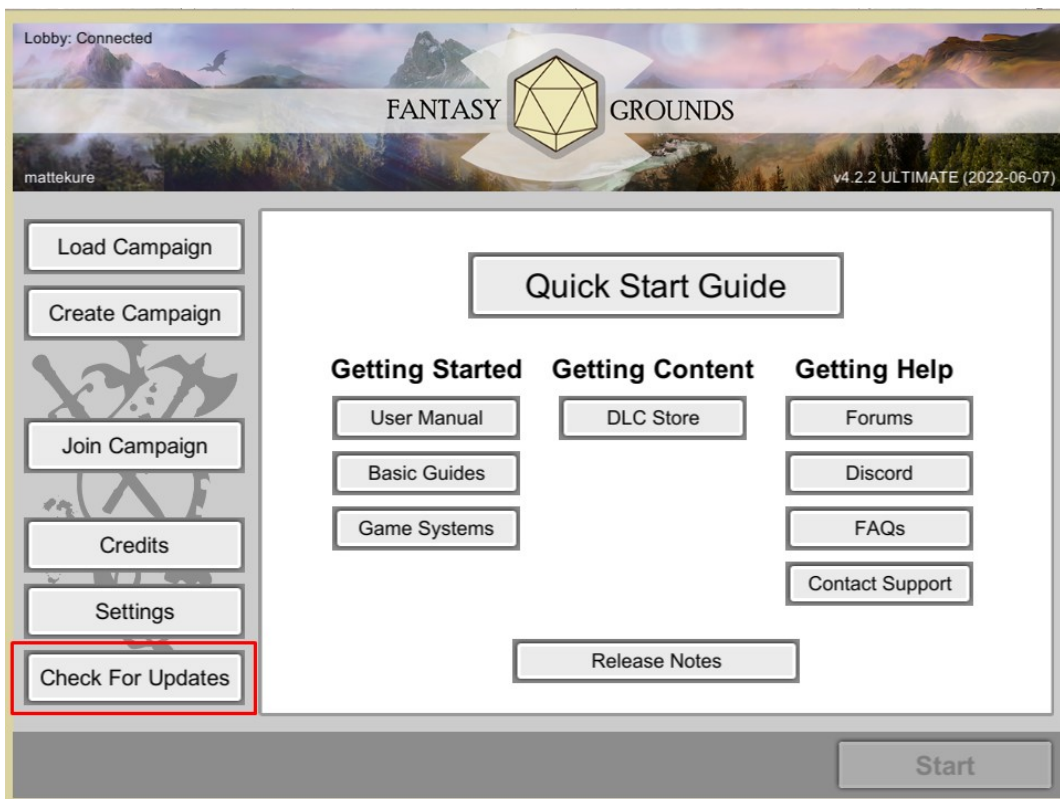 Lobby: Connected
FANTASY GROUNDS
mattekure
v4.2.2 ULTIMATE (2022-06-07)
Load Campaign
Create Campaign
Join Campaign
Credits
Settings
Check For Updates
Quick Start Guide
Getting Started Getting Content Getting Help
User Manual DLC Store Forums
Basic Guides Discord
Game Systems FAQs
Contact Support
Release Notes
Start